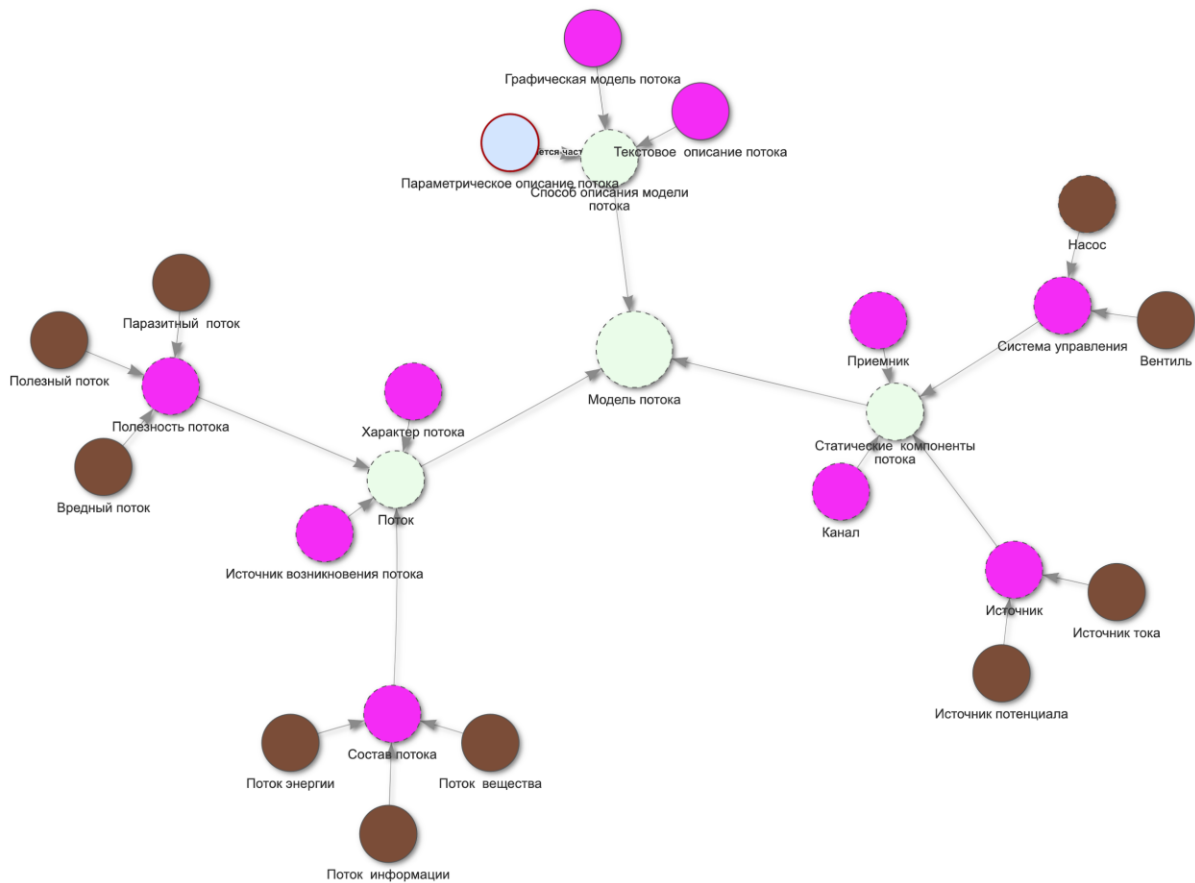 Графическая модель потока
Текстовое описание потока
Параметрическое описание потока
Способ описания модели
потока
Насос
Система управления
Вентиль
Приемник
Модель потока
Статические компоненты
потока
Канал
Источник
Источник тока
Источник потенциала
Паразитный поток
Полезный поток
Полезность потока
Вредный поток
Характер потока
Поток
Источник возникновения потока
Состав потока
Поток энергии
Поток вещества
Поток информации